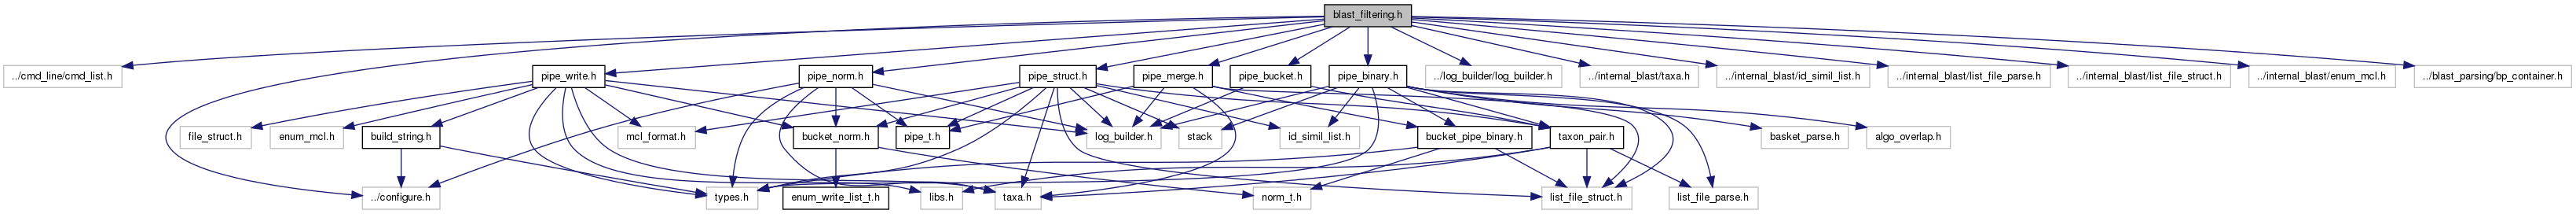 blast_filtering.h
../cmd_line/cmd_list.h
pipe_write.h
pipe_norm.h
pipe_struct.h
pipe_merge.h
pipe_bucket.h
pipe_binary.h
../log_builder/log_builder.h
../internal_blast/taxa.h
../internal_blast/id_simil_list.h
../internal_blast/list_file_parse.h
../internal_blast/list_file_struct.h
../internal_blast/enum_mcl.h
../blast_parsing/bp_container.h
file_struct.h
enum_mcl.h
build_string.h
mcl_format.h
bucket_norm.h
pipe_t.h
log_builder.h
stack
id_simil_list.h
bucket_pipe_binary.h
taxon_pair.h
basket_parse.h
algo_overlap.h
../configure.h
types.h
enum_write_list_t.h
libs.h
taxa.h
norm_t.h
list_file_struct.h
list_file_parse.h